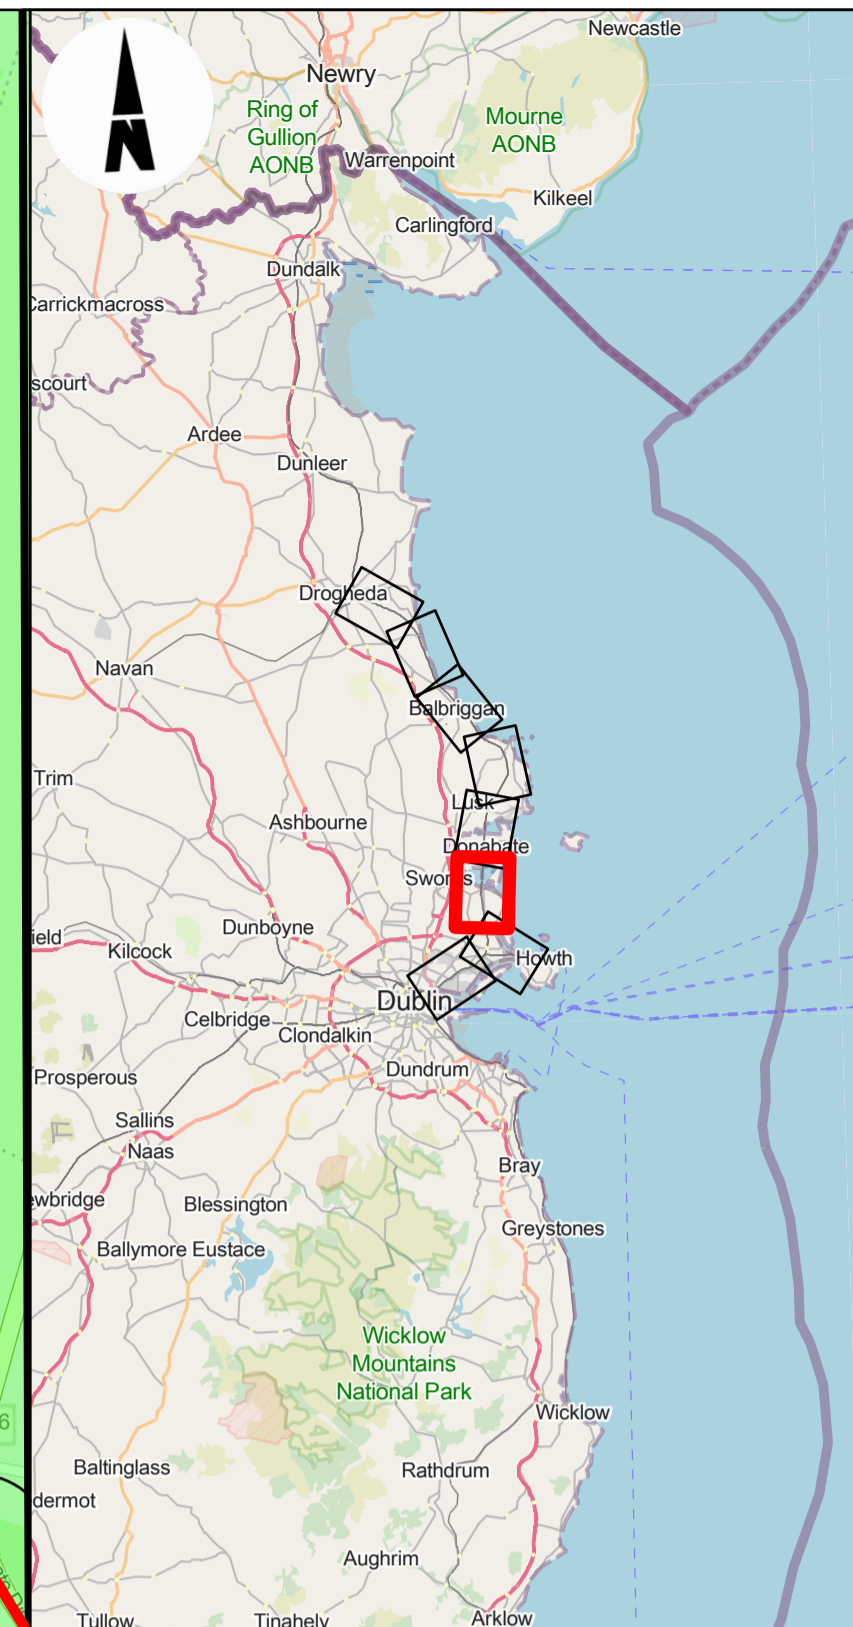 Newcastle
Newry
Ring of
Gullion
AONB
Mourne
AONB
Warrenpoint
Kilkeel
Carlingford
Dundalk
Carrickmacross
scourt
Ardee
Dunleer
Drogheda
Navan
Balbriggan
Trim
Lusk
Ashbourne
Donabate
Swords
Dunboyne
ield
Kilcock
Howth
Dublin
Celbridge
Clondalkin
Dundrum
Prosperous
Sallins
Naas
Bray
ewbridge
Blessington
Greystones
Ballymore Eustace
Wicklow
Mountains
National Park
Wicklow
6
Baltinglass
Rathdrum
dermot
Aughrim
Tullow
Tinahely
Arklow
N